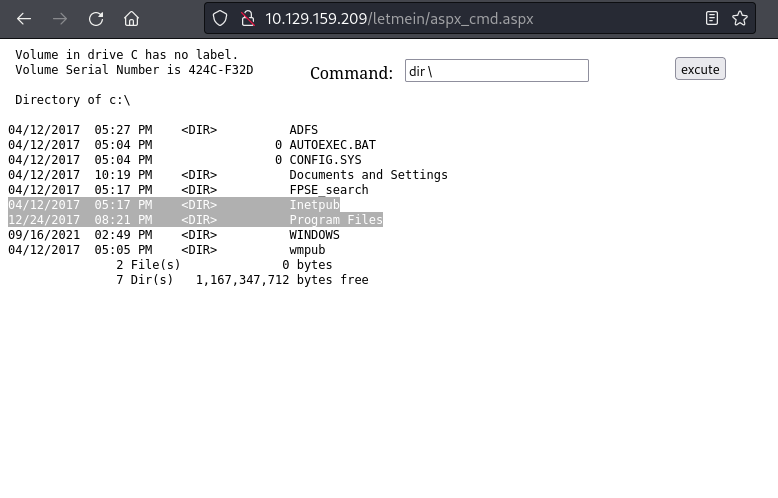 10.129.159.209/letmein/aspx_cmd.aspx
Volume in drive C has no label.
Volume Serial Number is 424C-F32D
Command: dir \ excute
Directory of c:\
04/12/2017  05:27 PM    <DIR>          ADFS
04/12/2017  05:04 PM                 0 AUTOEXEC.BAT
04/12/2017  05:04 PM                 0 CONFIG.SYS
04/12/2017  10:19 PM    <DIR>          Documents and Settings
04/12/2017  05:17 PM    <DIR>          FPSE_search
04/12/2017  05:17 PM    <DIR>          Inetpub
12/24/2017  08:21 PM    <DIR>          Program Files
09/16/2021  02:49 PM    <DIR>          WINDOWS
04/12/2017  05:05 PM    <DIR>          wmpub
2 File(s)              0 bytes
7 Dir(s)   1,167,347,712 bytes free